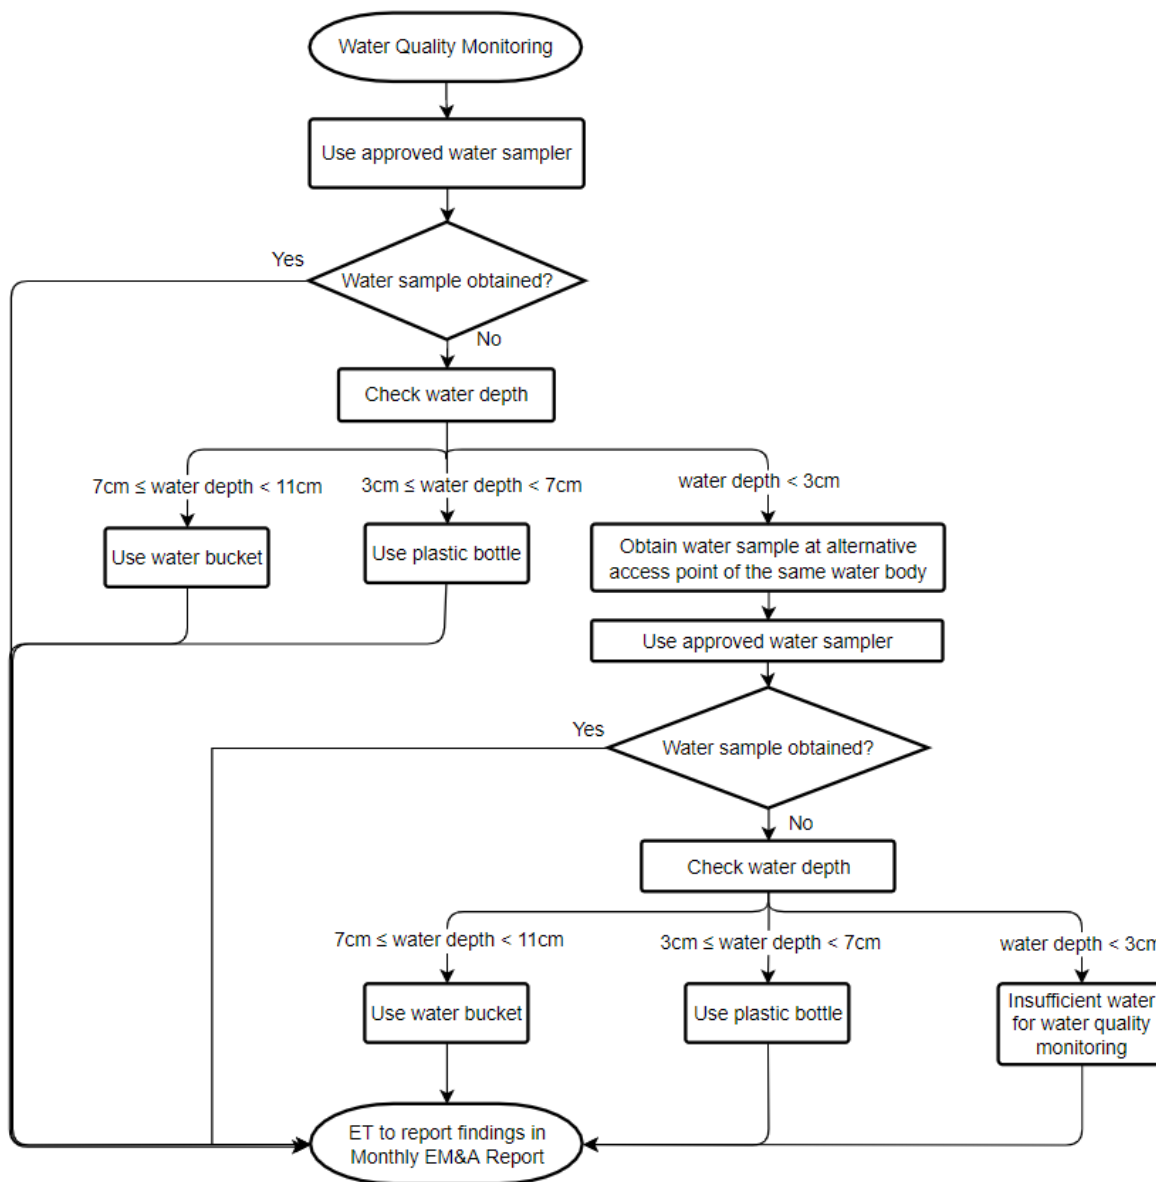 Water Quality Monitoring
Use approved water sampler
Yes
Water sample obtained?
No
Check water depth
7cm ≤ water depth < 11cm
3cm ≤ water depth < 7cm
water depth < 3cm
Use water bucket
Use plastic bottle
Obtain water sample at alternative
access point of the same water body
Use approved water sampler
Yes
Water sample obtained?
No
Check water depth
7cm ≤ water depth < 11cm
3cm ≤ water depth < 7cm
water depth < 3cm
Use water bucket
Use plastic bottle
Insufficient water
for water quality
monitoring
ET to report findings in
Monthly EM&A Report